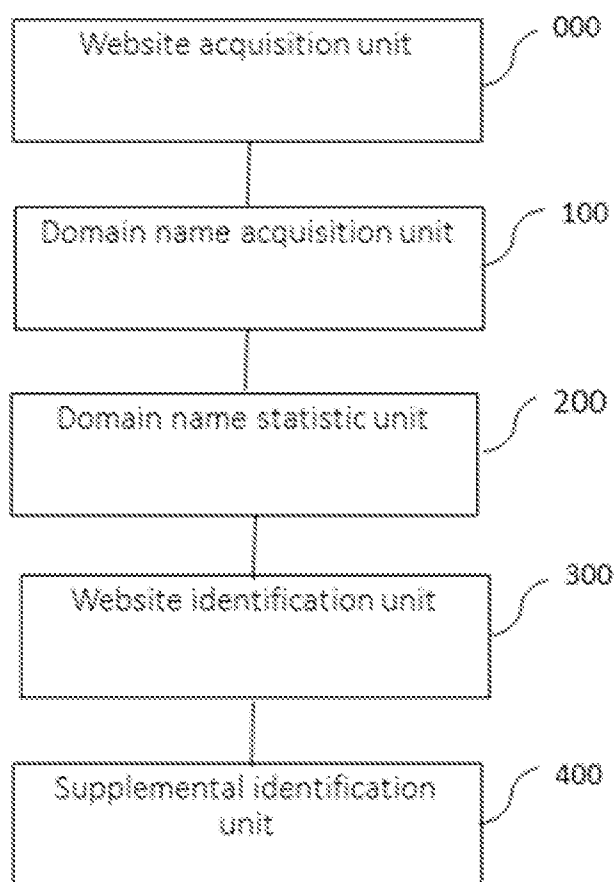 Website acquisition unit
000
Domain name acquisition unit
100
Domain name statistic unit
200
Website identification unit
300
Supplemental identification
unit
400